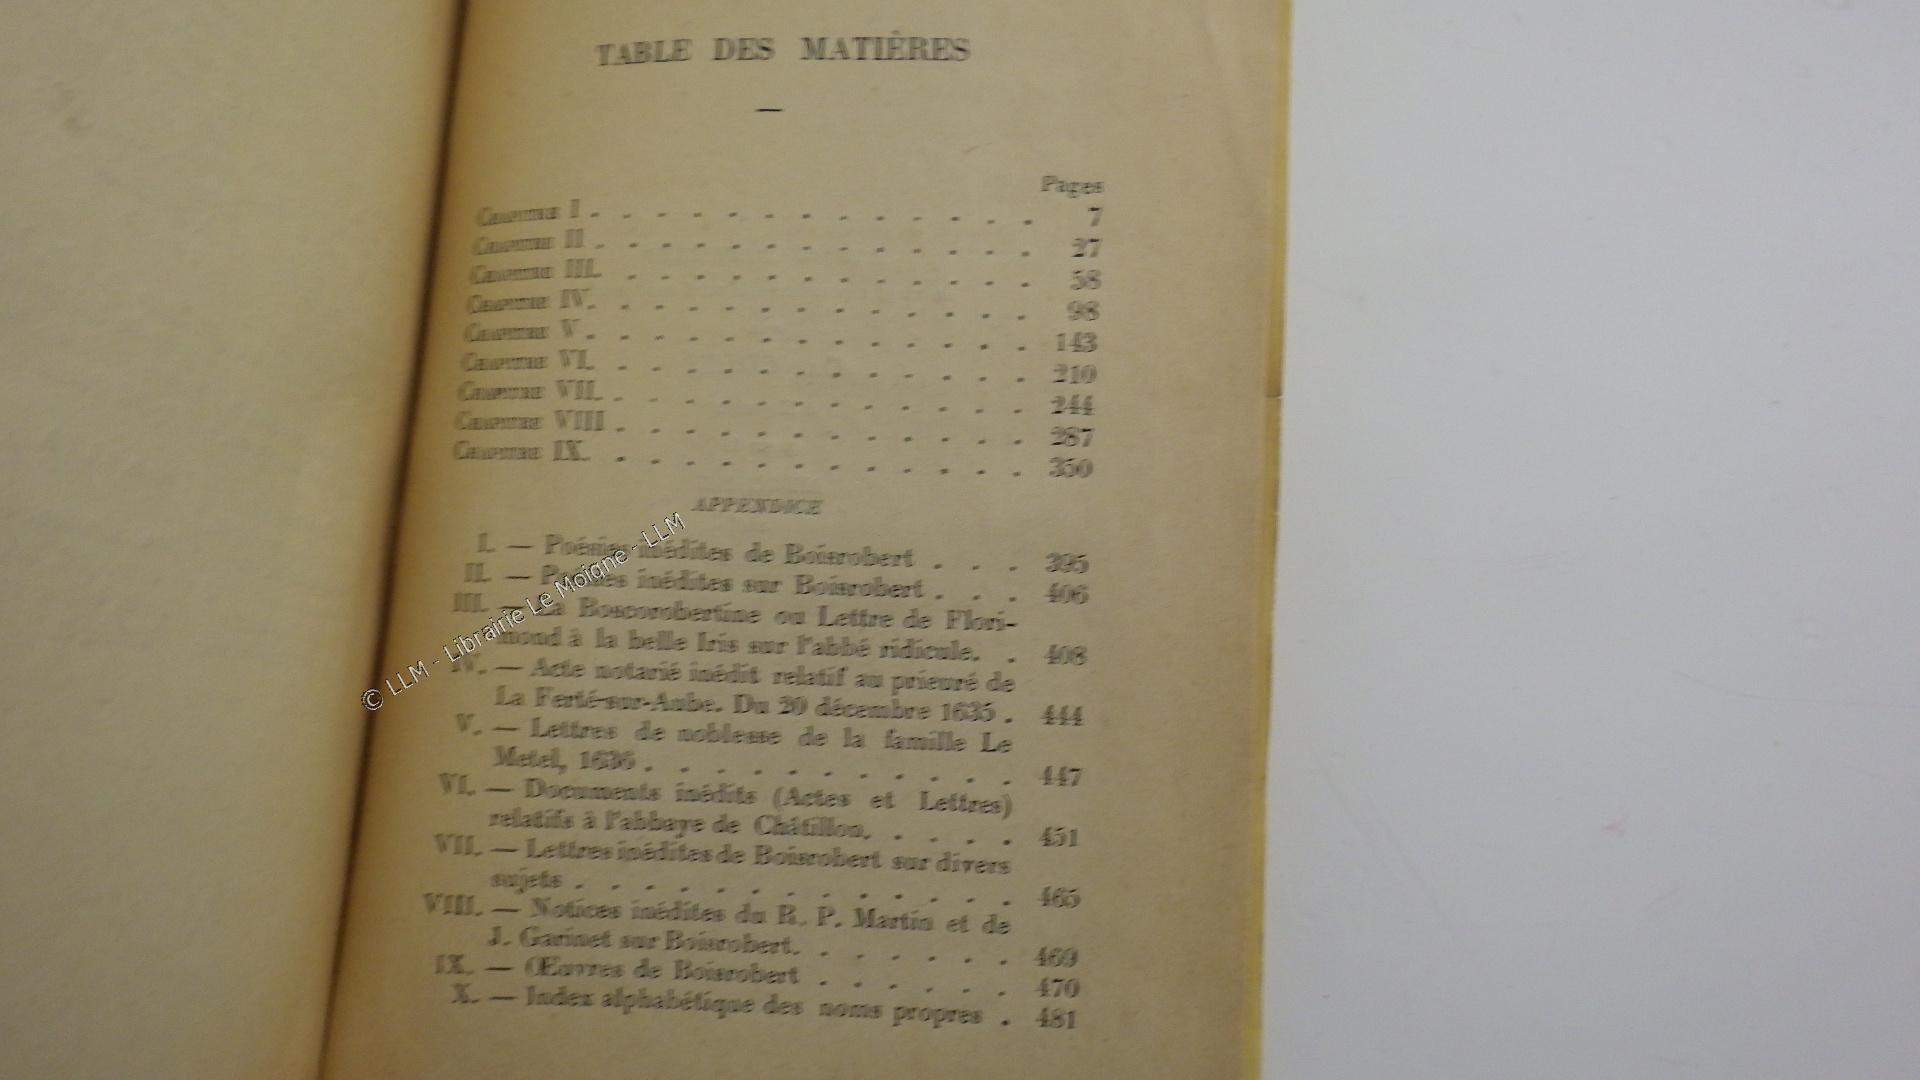 TABLE DES MATIÈRES
Pages
CHAPITRE I . . . . . . . . . . . . . 7
CHAPITRE II . . . . . . . . . . . . . 27
CHAPITRE III. . . . . . . . . . . . . 58
CHAPITRE IV. . . . . . . . . . . . . 98
CHAPITRE V . . . . . . . . . . . . . 143
CHAPITRE VI. . . . . . . . . . . . . 210
CHAPITRE VII. . . . . . . . . . . . . 244
CHAPITRE VIII . . . . . . . . . . . . 287
CHAPITRE IX. . . . . . . . . . . . . 350
APPENDICE
I. — Poésies inédites de Boisrobert . . . 395
II. — Poésies inédites sur Boisrobert . . . 406
III. — La Boscorobertine ou Lettre de Flori-
mond à la belle Iris sur l'abbé ridicule. . 408
IV. — Acte notarié inédit relatif au prieuré de
La Ferté-sur-Aube. Du 20 décembre 1635 . 444
V. — Lettres de noblesse de la famille Le
Metel, 1636 . . . . . . . . . . . 447
VI. — Documents inédits (Actes et Lettres)
relatifs à l'abbaye de Châtillon. . . . . 451
VII. — Lettres inédites de Boisrobert sur divers
sujets . . . . . . . . . . . . . 465
VIII. — Notices inédites du R. P. Martin et de
J. Garinet sur Boisrobert. . . . . . . 469
IX. — Œuvres de Boisrobert . . . . . . 470
X. — Index alphabétique des noms propres . 481
© LLM - Librairie Le Moigne - LLM